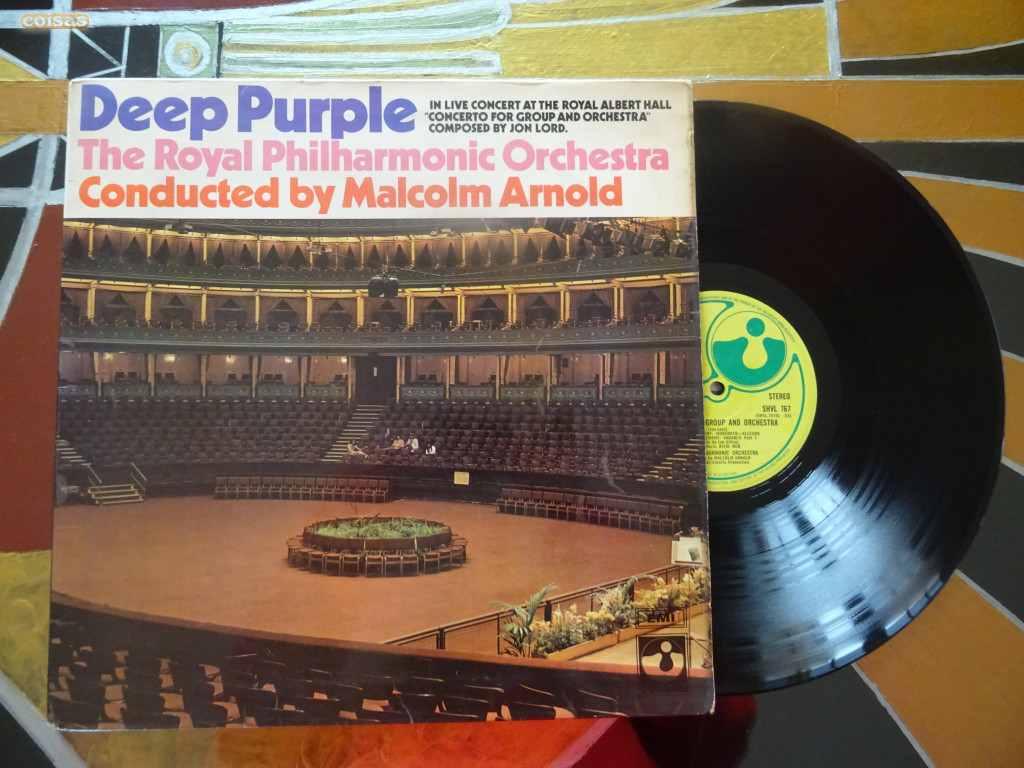 coisas
Deep Purple
IN LIVE CONCERT AT THE ROYAL ALBERT HALL
"CONCERTO FOR GROUP AND ORCHESTRA"
COMPOSED BY JON LORD.
The Royal Philharmonic Orchestra
Conducted by Malcolm Arnold
STEREO
SHVL 767
GROUP AND ORCHESTRA
EMI